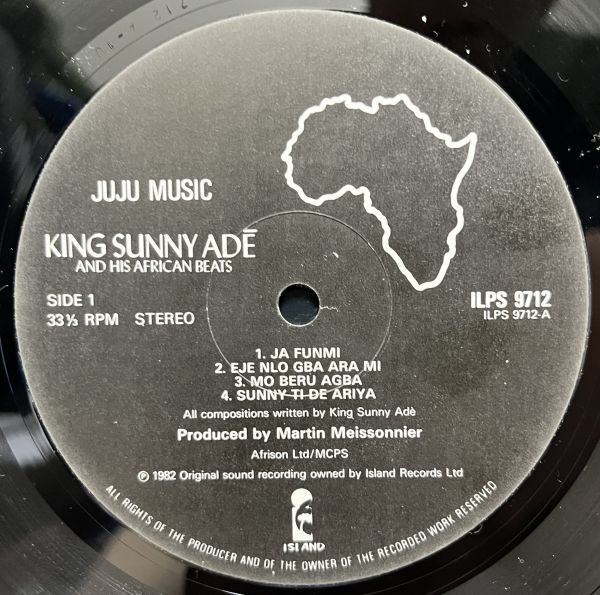 JUJU MUSIC
KING SUNNY ADĒ
AND HIS AFRICAN BEATS
SIDE 1
33⅓ RPM STEREO
ILPS 9712
ILPS 9712-A
1. JA FUNMI
2. EJE NLO GBA ARA MI
3. MO BERU AGBA
4. SUNNY TI DE ARIYA
All compositions written by King Sunny Adè
Produced by Martin Meissonnier
Afrison Ltd/MCPS
℗ 1982 Original sound recording owned by Island Records Ltd
ISLAND
ALL RIGHTS OF THE PRODUCER AND OF THE OWNER OF THE RECORDED WORK RESERVED